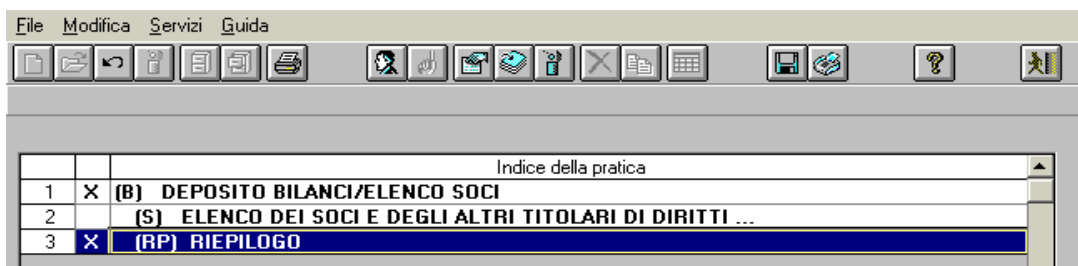 File Modifica Servizi Guida
?
Indice della pratica
1 X (B) DEPOSITO BILANCI/ELENCO SOCI
2 (S) ELENCO DEI SOCI E DEGLI ALTRI TITOLARI DI DIRITTI ...
3 X (RP) RIEPILOGO